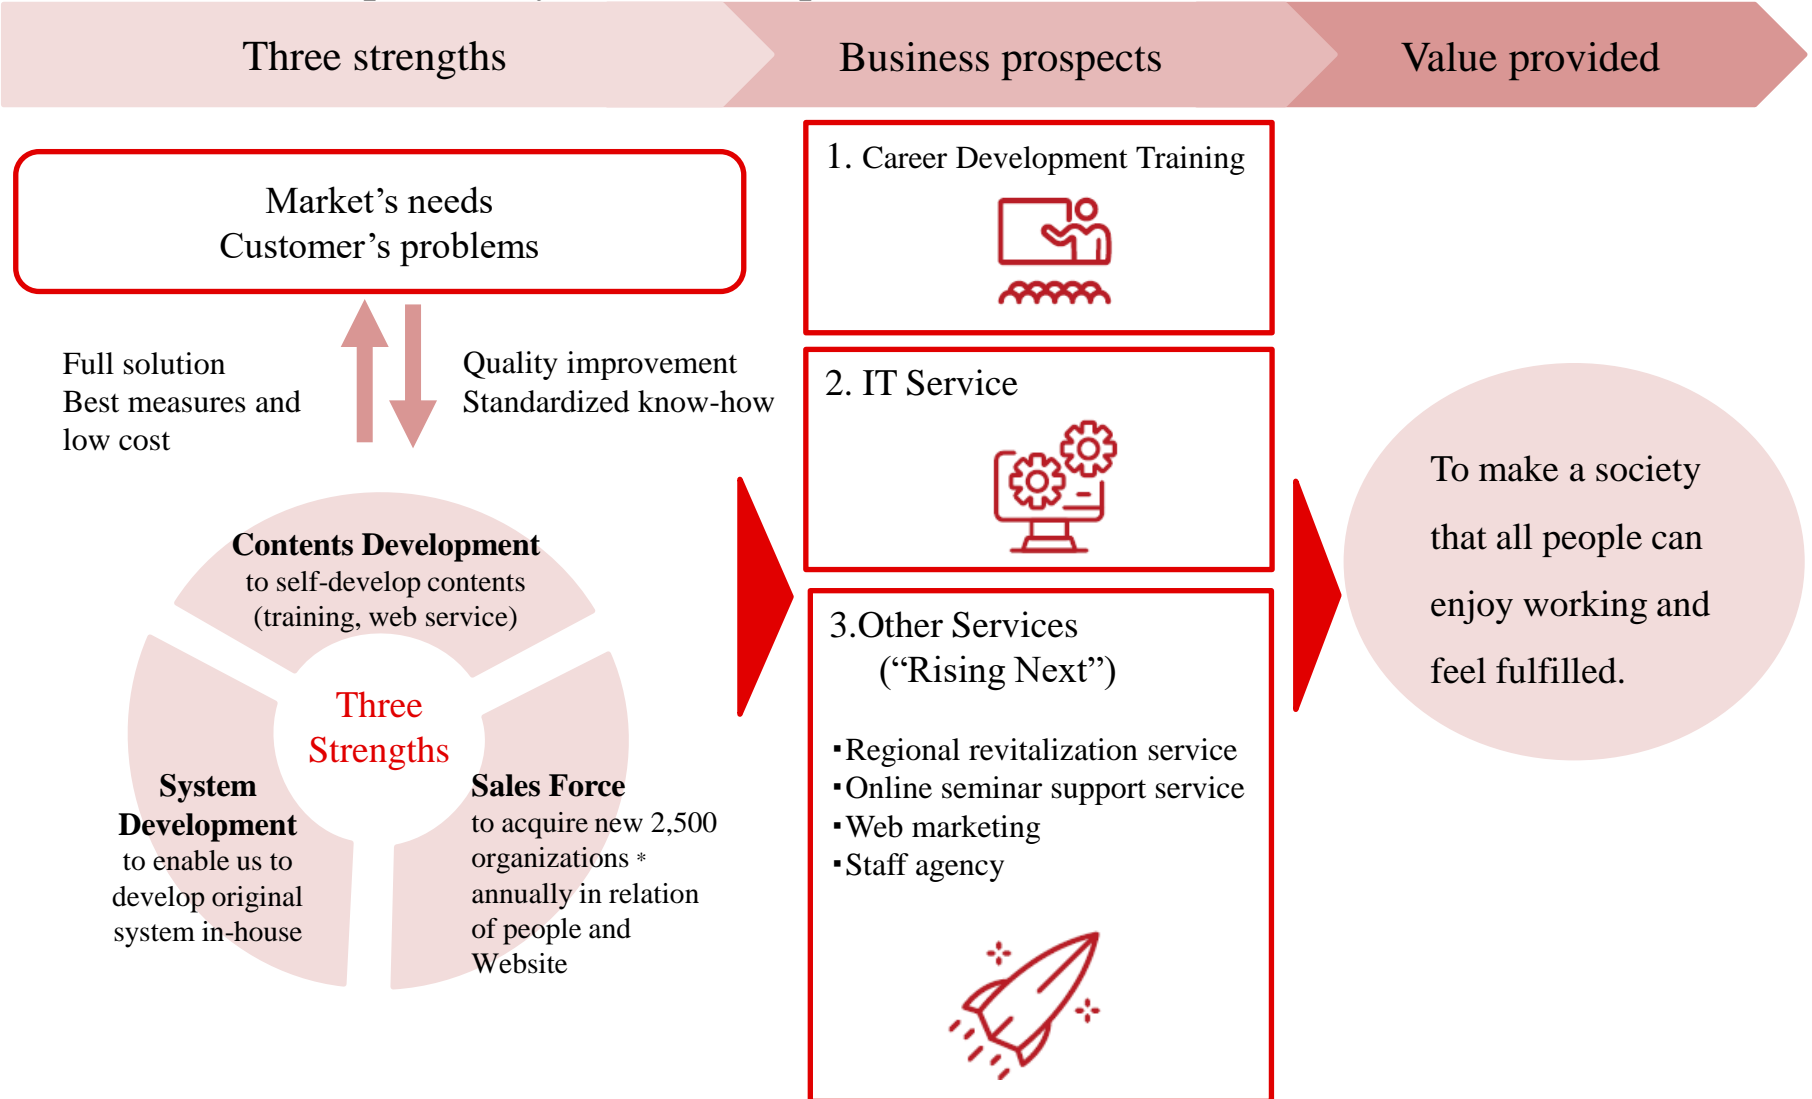 Three strengths
Business prospects
Value provided
Market’s needs
Customer’s problems
Full solution
Best measures and
low cost
Quality improvement
Standardized know-how
Contents Development
to self-develop contents
(training, web service)
Three
Strengths
System
Development
to enable us to
develop original
system in-house
Sales Force
to acquire new 2,500
organizations *
annually in relation
of people and
Website
1. Career Development Training
2. IT Service
3.Other Services
(“Rising Next”)
▪Regional revitalization service
▪Online seminar support service
▪Web marketing
▪Staff agency
To make a society
that all people can
enjoy working and
feel fulfilled.